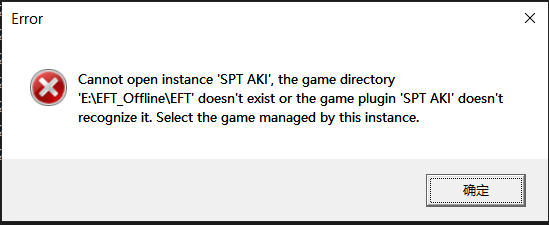 Error
Cannot open instance 'SPT AKI', the game directory
'E:\EFT_Offline\EFT' doesn't exist or the game plugin 'SPT AKI' doesn't
recognize it. Select the game managed by this instance.
确定